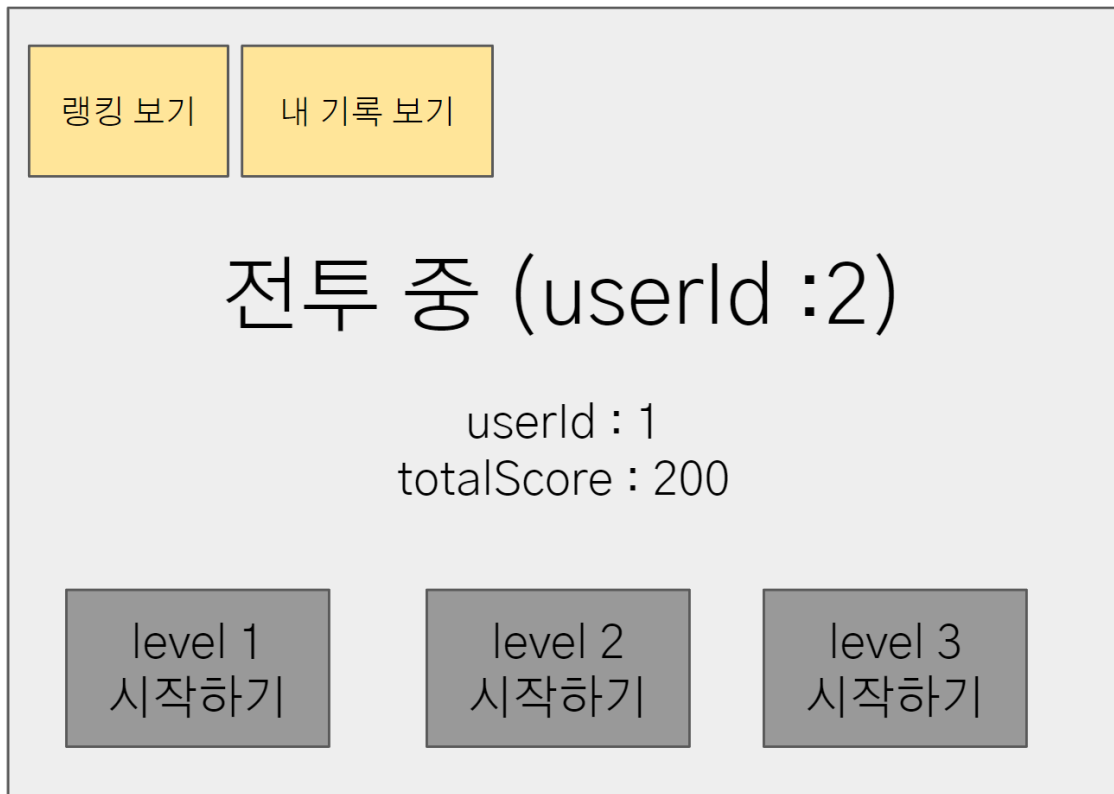 랭킹 보기
내 기록 보기
전투 중 (userId :2)
userId : 1
totalScore : 200
level 1
시작하기
level 2
시작하기
level 3
시작하기